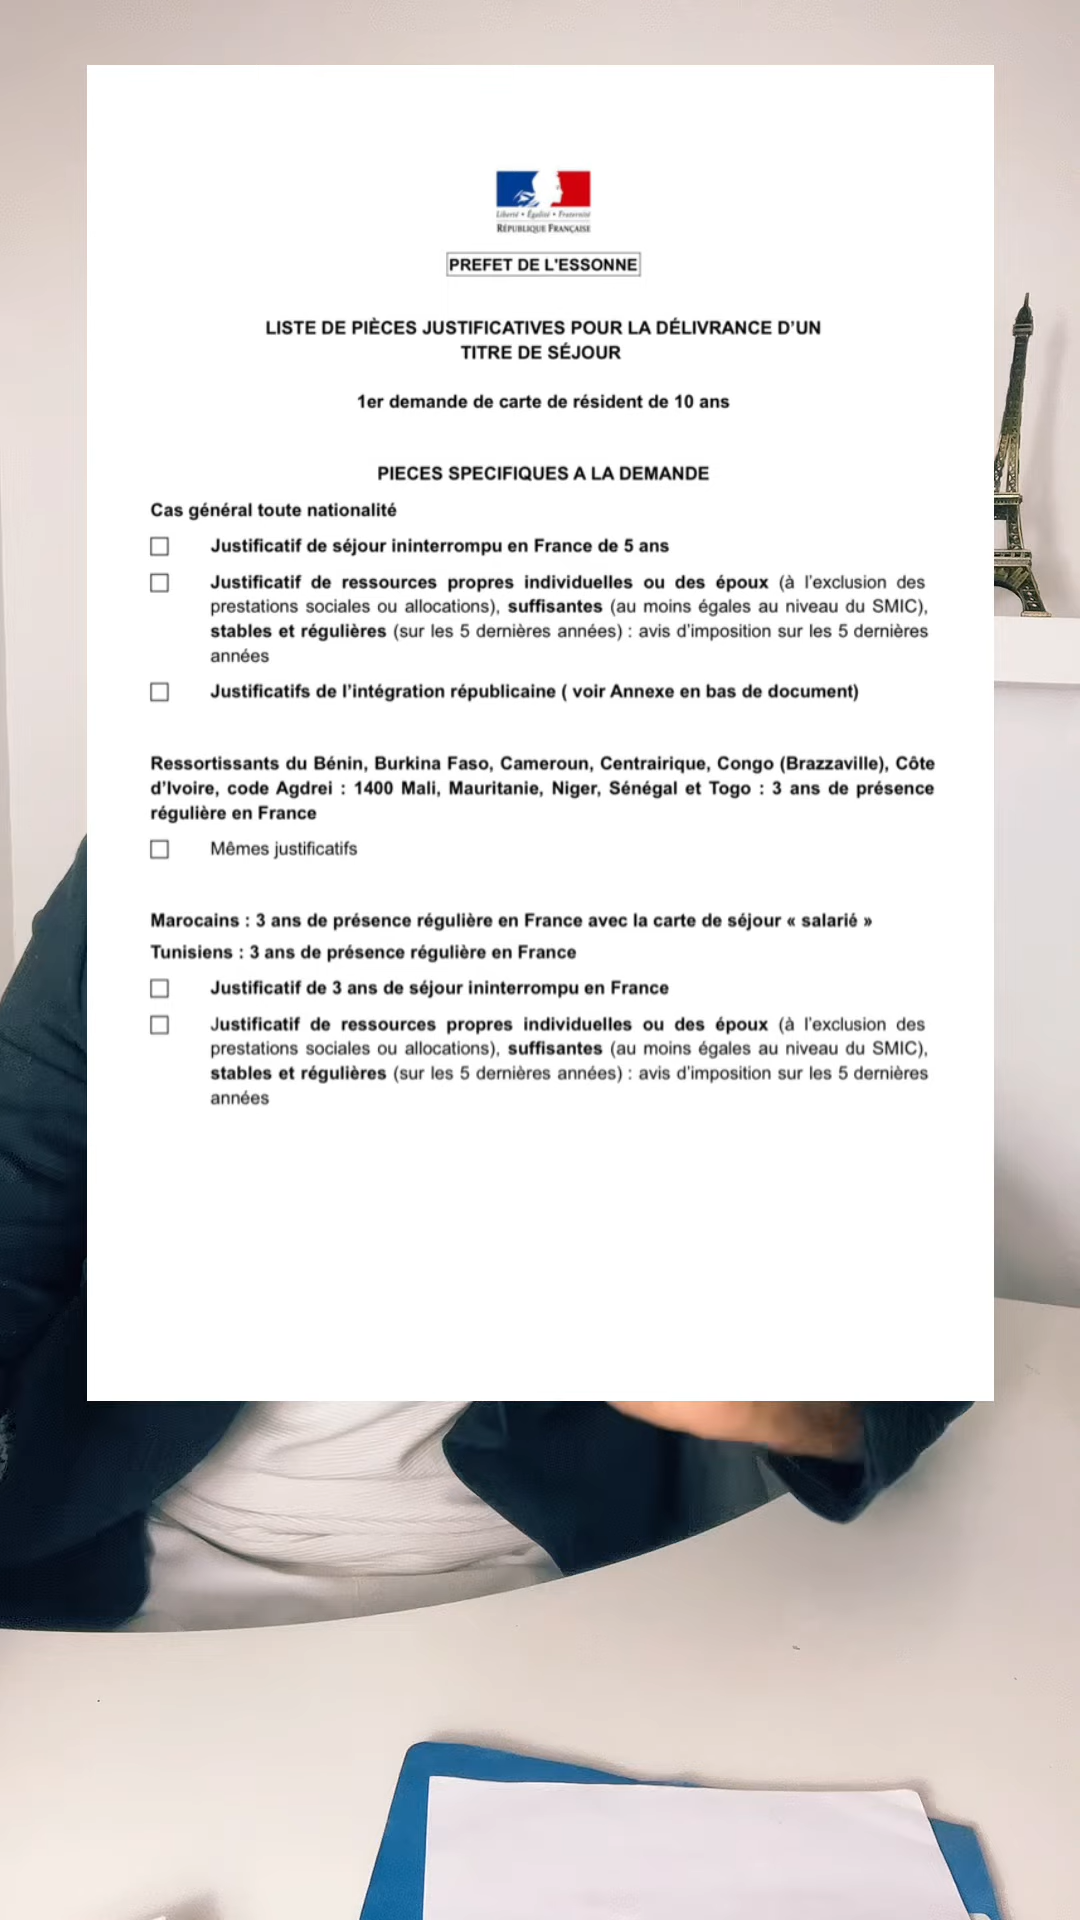 Liberté • Égalité • Fraternité
RÉPUBLIQUE FRANÇAISE
PREFET DE L'ESSONNE
LISTE DE PIÈCES JUSTIFICATIVES POUR LA DÉLIVRANCE D’UN
TITRE DE SÉJOUR
1er demande de carte de résident de 10 ans
PIECES SPECIFIQUES A LA DEMANDE
Cas général toute nationalité
Justificatif de séjour ininterrompu en France de 5 ans
Justificatif de ressources propres individuelles ou des époux (à l’exclusion des
prestations sociales ou allocations), suffisantes (au moins égales au niveau du SMIC),
stables et régulières (sur les 5 dernières années) : avis d’imposition sur les 5 dernières
années
Justificatifs de l’intégration républicaine ( voir Annexe en bas de document)
Ressortissants du Bénin, Burkina Faso, Cameroun, Centrairique, Congo (Brazzaville), Côte
d’Ivoire, code Agdrei : 1400 Mali, Mauritanie, Niger, Sénégal et Togo : 3 ans de présence
régulière en France
Mêmes justificatifs
Marocains : 3 ans de présence régulière en France avec la carte de séjour « salarié »
Tunisiens : 3 ans de présence régulière en France
Justificatif de 3 ans de séjour ininterrompu en France
Justificatif de ressources propres individuelles ou des époux (à l’exclusion des
prestations sociales ou allocations), suffisantes (au moins égales au niveau du SMIC),
stables et régulières (sur les 5 dernières années) : avis d’imposition sur les 5 dernières
années